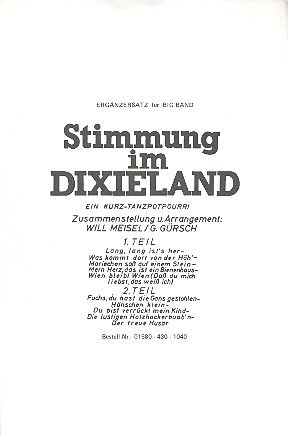 ERGÄNZERSATZ für BIG BAND
Stimmung
im
DIXIELAND
EIN KURZ-TANZPOTPOURRI
Zusammenstellung u. Arrangement:
WILL MEISEL/G. GÜRSCH
1. TEIL
Lang, lang ist's her-
Was kommt dort von der Höh'-
Mariechen saß auf einem Stein-
Mein Herz, das ist ein Bienenhaus-
Wien bleibt Wien (Daß du mich
liebst, das weiß ich)
2. TEIL
Fuchs, du hast die Gans gestohlen-
Hänschen klein-
Du bist verrückt mein Kind-
Die lustigen Holzhackerbuab'n-
Der treue Husar
Bestell Nr. 01580 - 430 - 1040